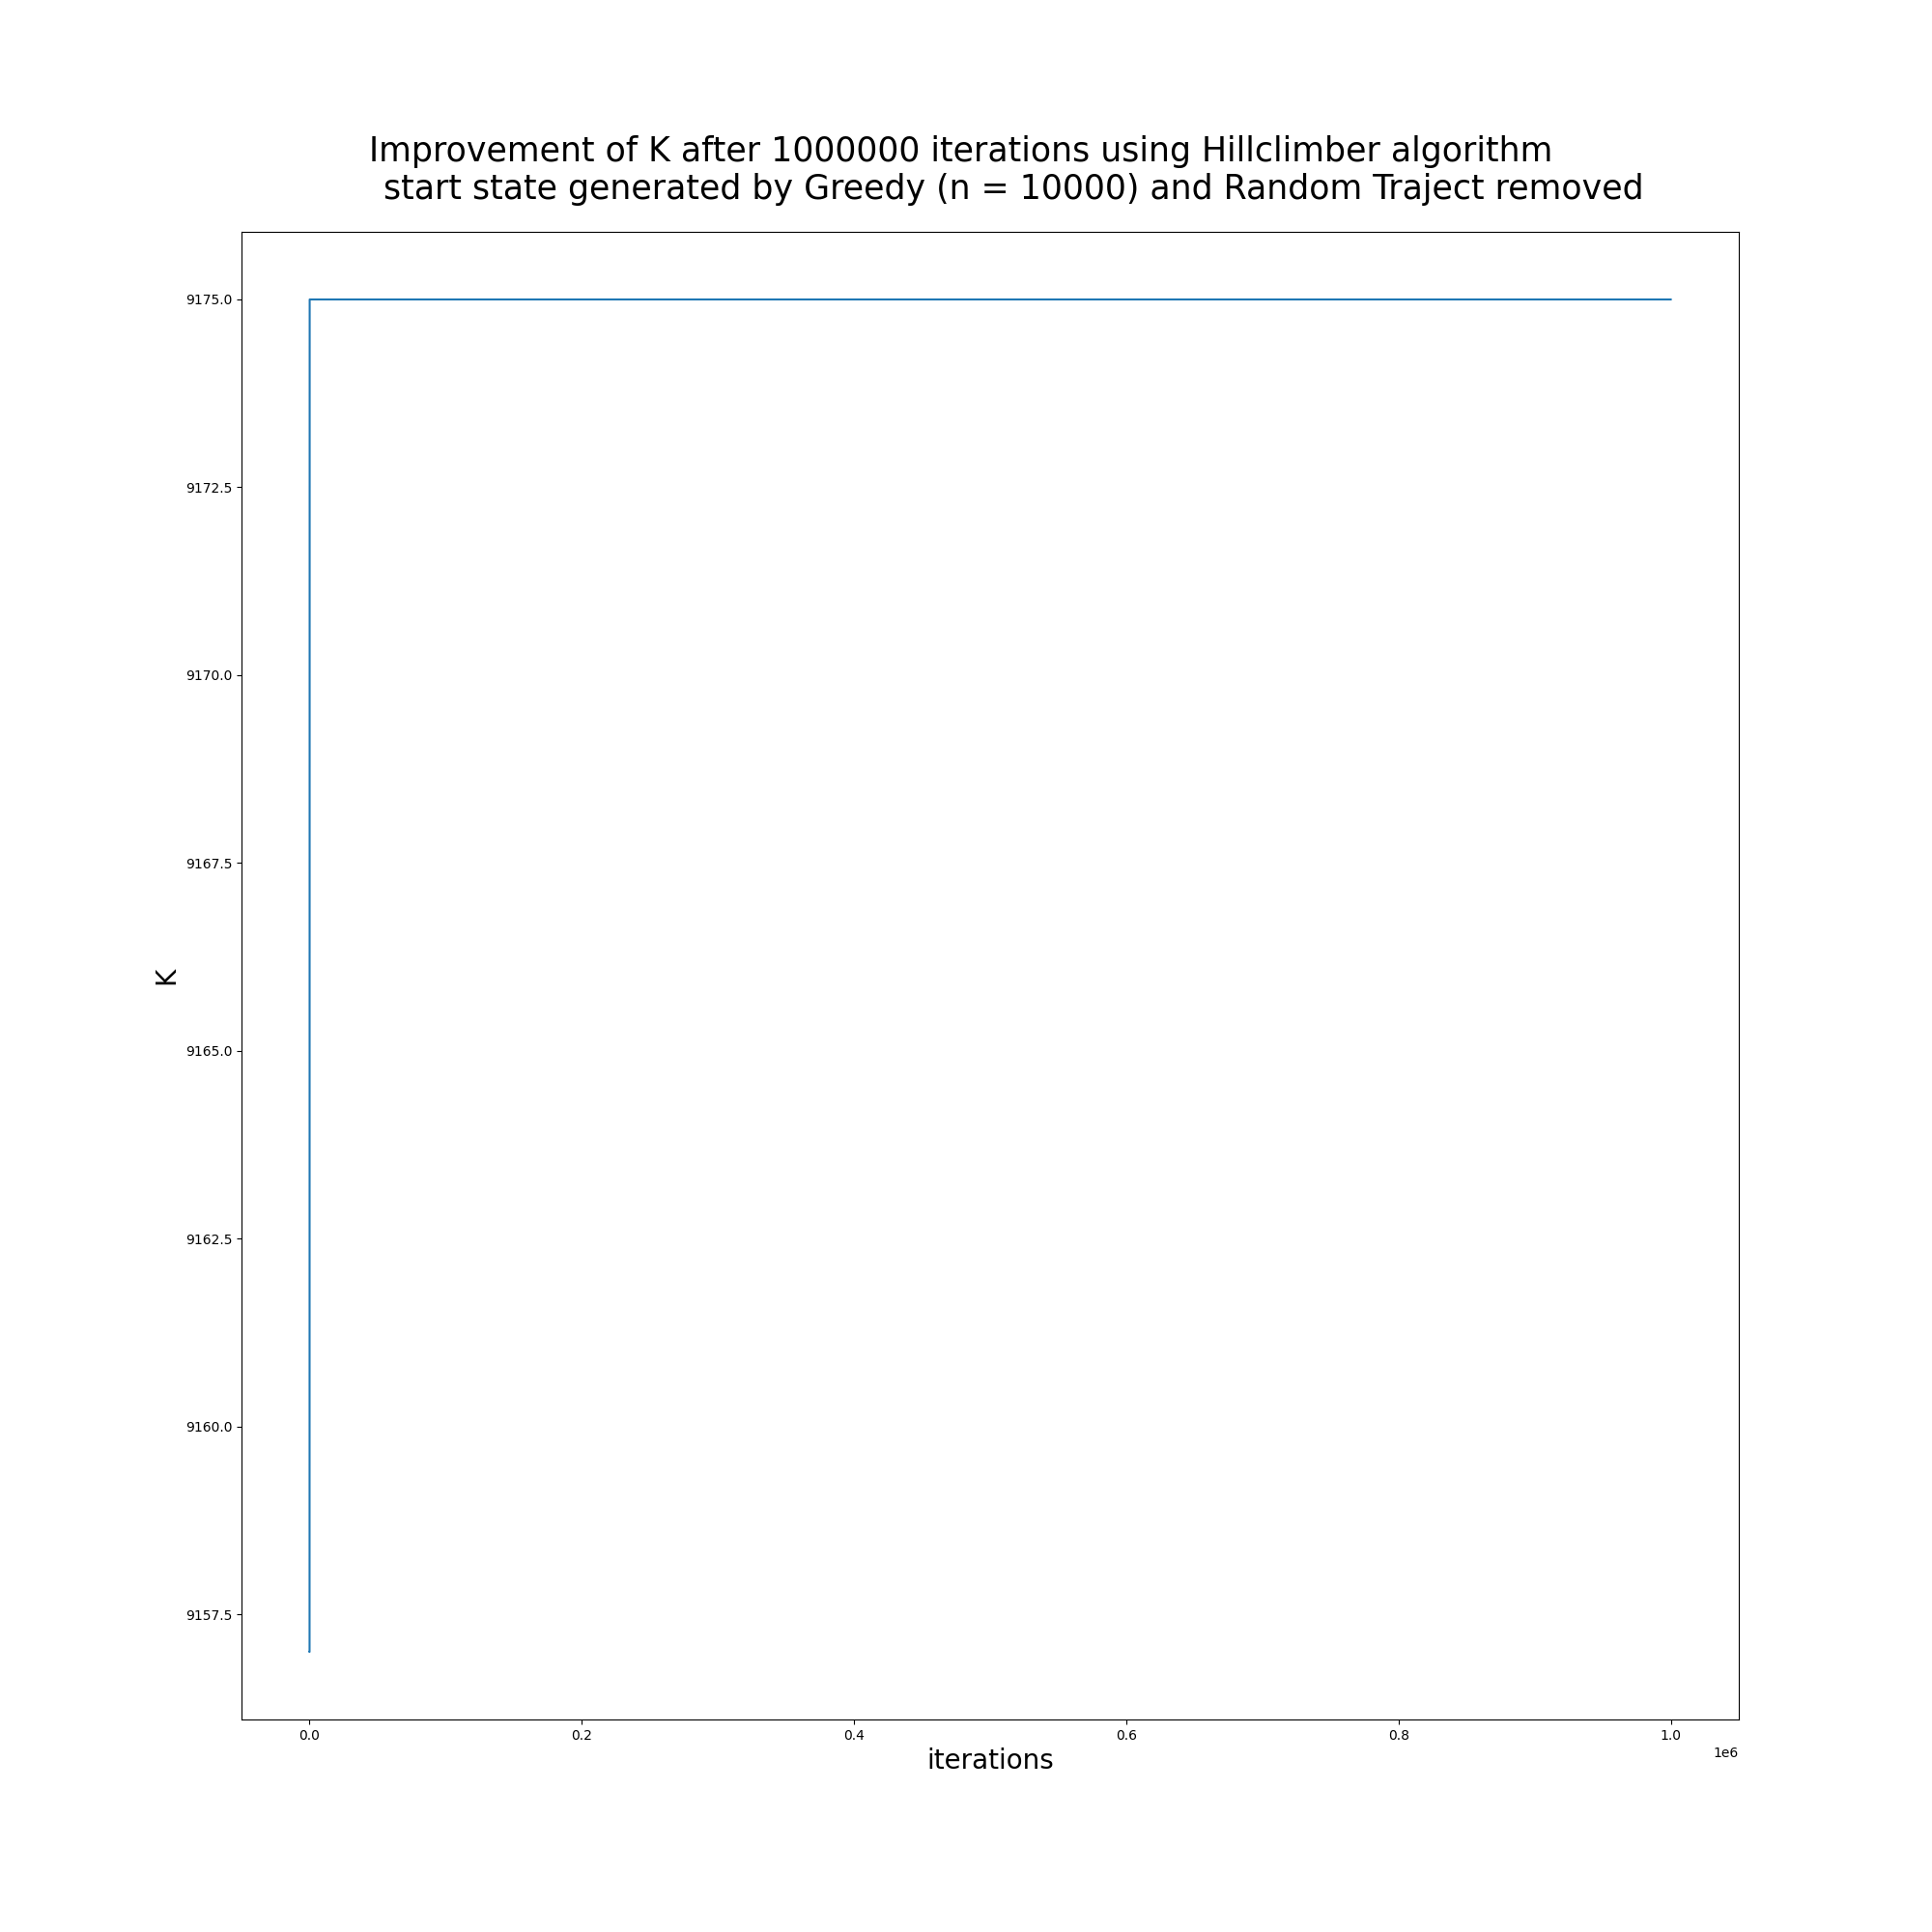 Improvement of K after 1000000 iterations using Hillclimber algorithm
start state generated by Greedy (n = 10000) and Random Traject removed
9175.0
9172.5
9170.0
9167.5
K
9165.0
9162.5
9160.0
9157.5
0.0 0.2 0.4 0.6 0.8 1.0
1e6
iterations